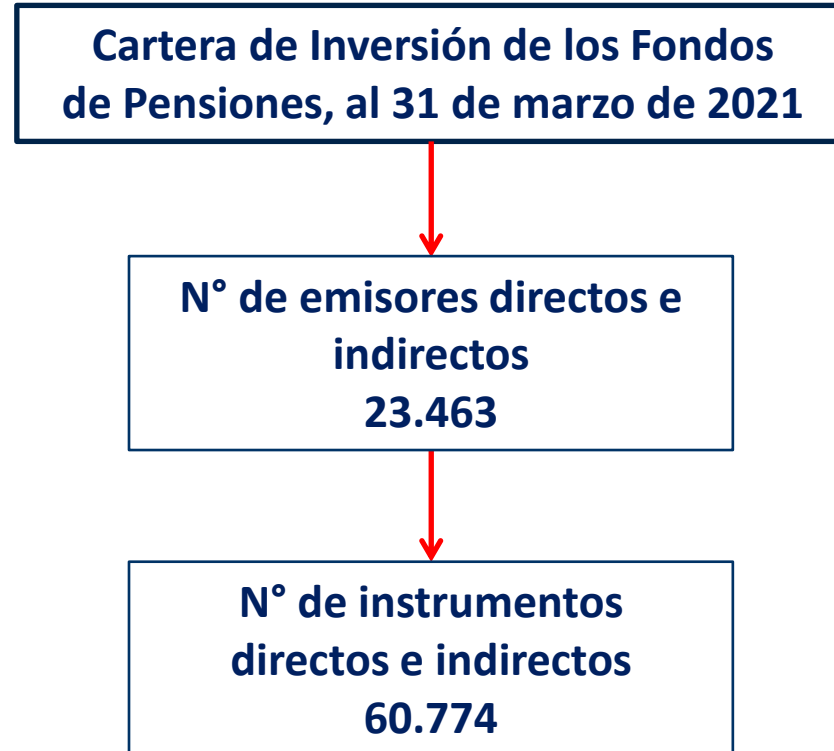 Cartera de Inversión de los Fondos
de Pensiones, al 31 de marzo de 2021
N° de emisores directos e
indirectos
23.463
N° de instrumentos
directos e indirectos
60.774